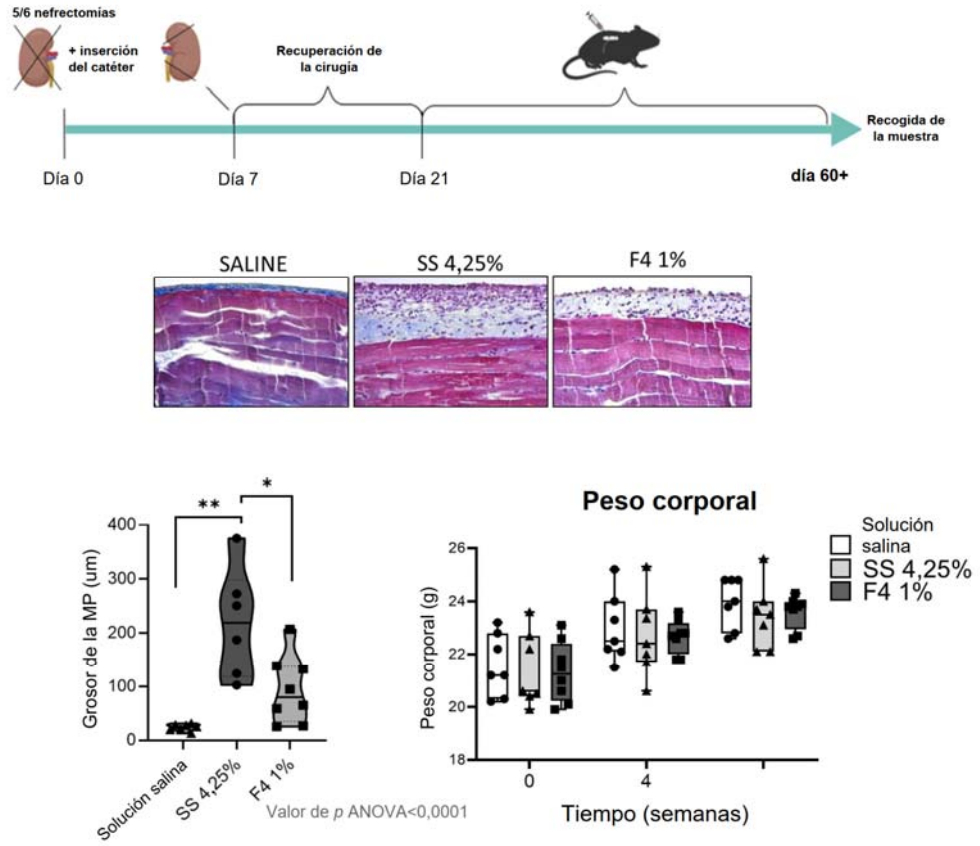 5/6 nefrectomías
+ inserción
del catéter
Recuperación de
la cirugía
Recogida de
la muestra
Día 0
Día 7
Día 21
día 60+
SALINE
SS 4,25%
F4 1%
**
*
Grosor de la MP (um)
400
300
200
100
0
Solución salina
SS 4,25%
F4 1%
Valor de p ANOVA<0,0001
Peso corporal
Peso corporal (g)
26
24
22
20
18
0
4
Tiempo (semanas)
Solución
salina
SS 4,25%
F4 1%